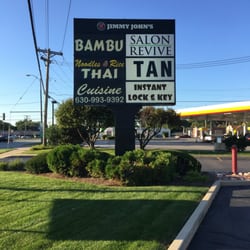 JIMMY JOHN'S
BAMBU
Noodles & Rice
THAI
Cuisine
630-993-9392
SALON
REVIVE
TAN
INSTANT
LOCK & KEY